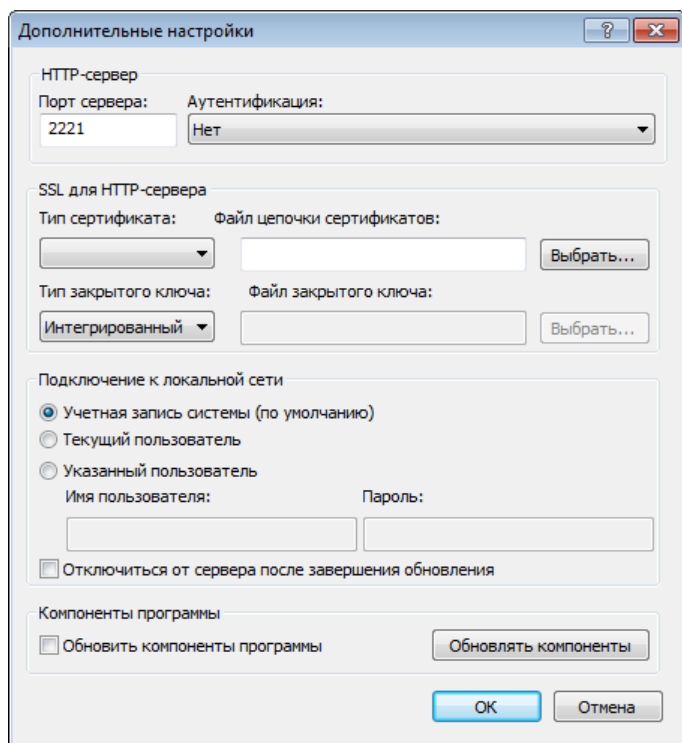 Дополнительные настройки
HTTP-сервер
Порт сервера: Аутентификация:
2221 Нет
SSL для HTTP-сервера
Тип сертификата: Файл цепочки сертификатов:
Выбрать...
Тип закрытого ключа: Файл закрытого ключа:
Интегрированный Выбрать...
Подключение к локальной сети
Учетная запись системы (по умолчанию)
Текущий пользователь
Указанный пользователь
Имя пользователя: Пароль:
Отключиться от сервера после завершения обновления
Компоненты программы
Обновить компоненты программы Обновлять компоненты
ОК Отмена